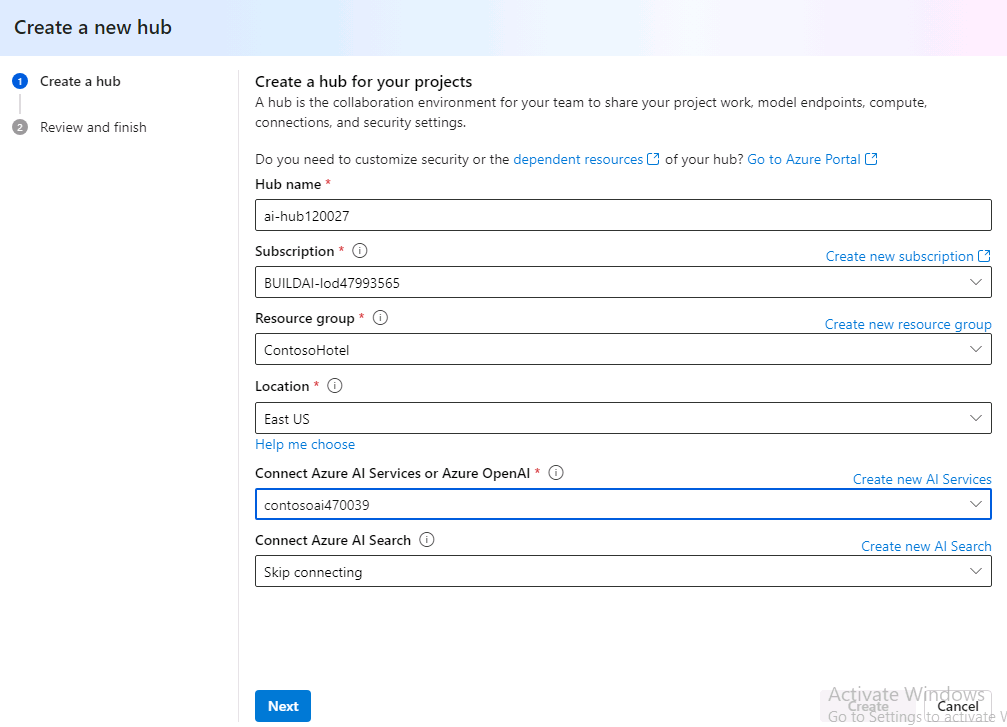 Create a new hub
1 Create a hub
2 Review and finish
Create a hub for your projects
A hub is the collaboration environment for your team to share your project work, model endpoints, compute,
connections, and security settings.
Do you need to customize security or the dependent resources of your hub? Go to Azure Portal
Hub name *
ai-hub120027
Subscription *
Create new subscription
BUILDAI-lod47993565
Resource group *
Create new resource group
ContosoHotel
Location *
East US
Help me choose
Connect Azure AI Services or Azure OpenAI *
Create new AI Services
contosoai470039
Connect Azure AI Search
Create new AI Search
Skip connecting
Activate Windows
Next Create Cancel
Go to Settings to activate W